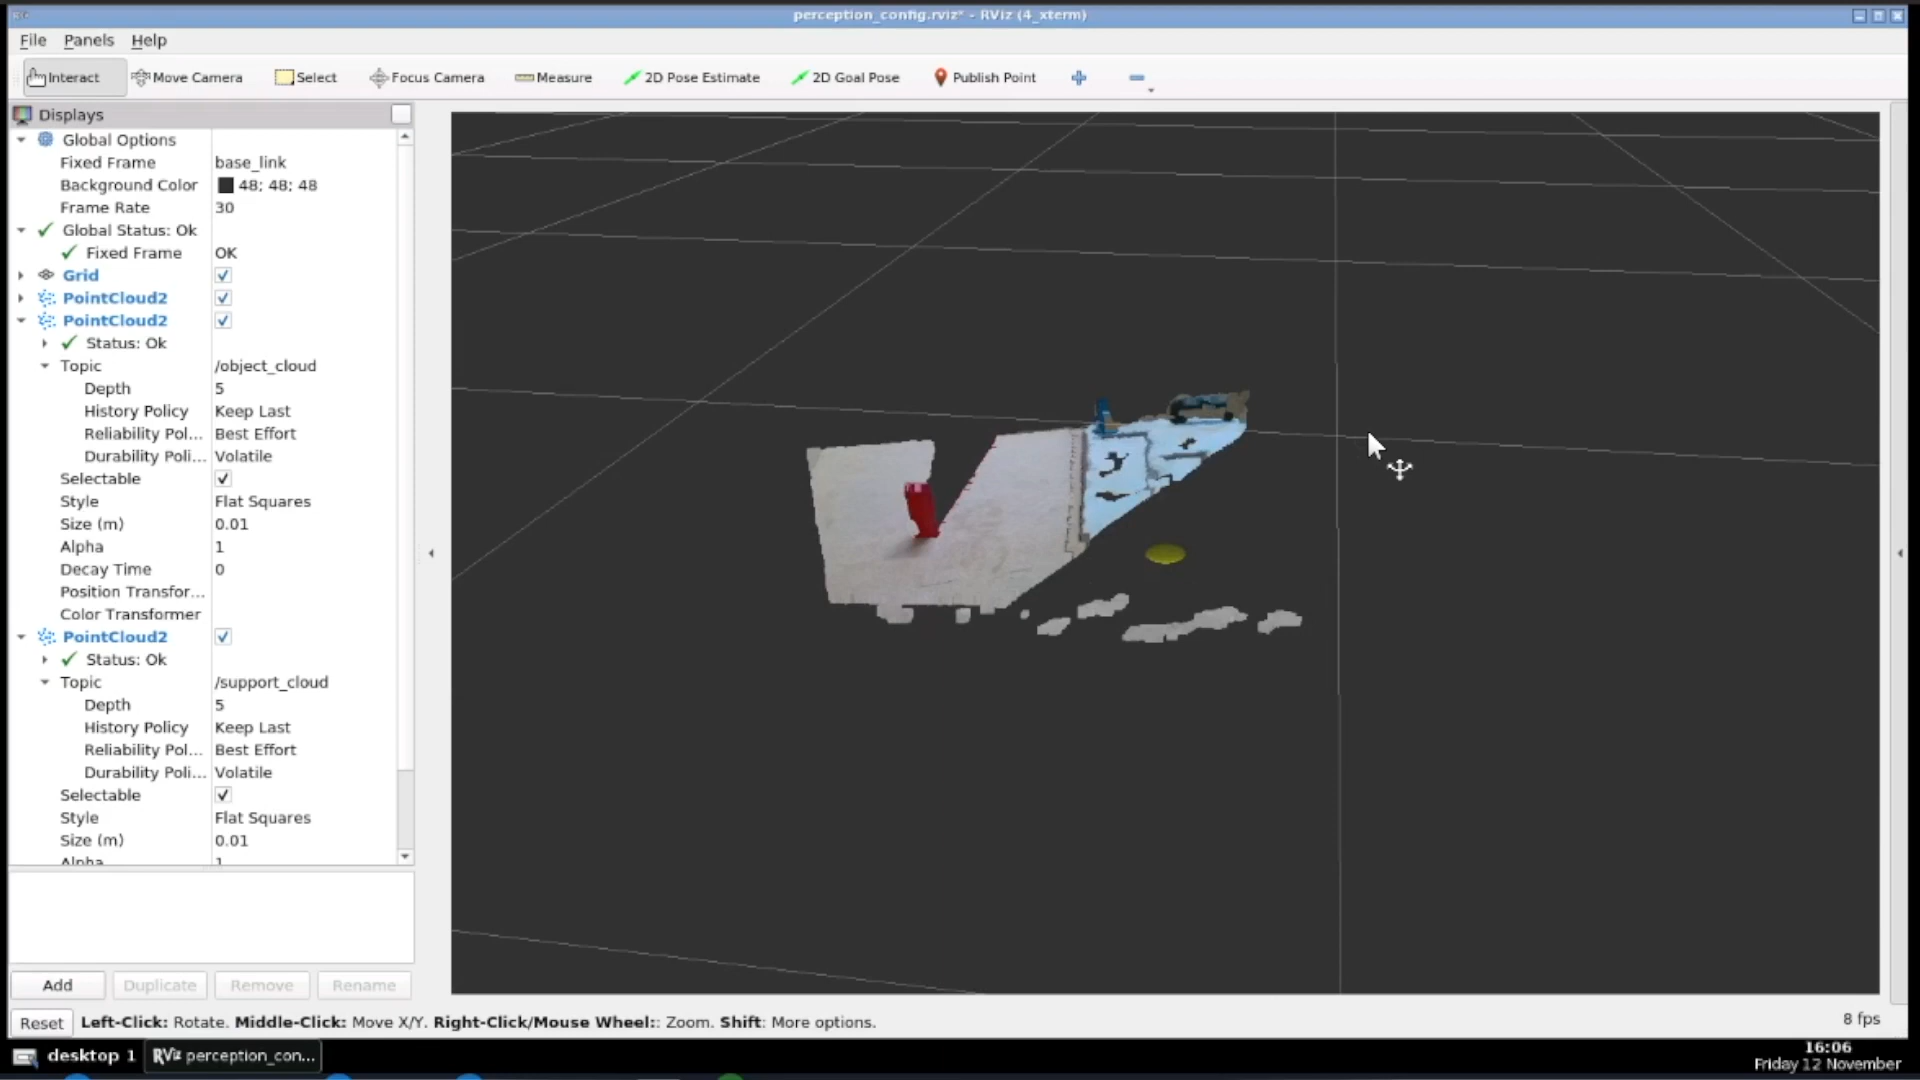 perception_config.rviz* - RViz (4_xterm)
File Panels Help
Interact Move Camera Select Focus Camera Measure 2D Pose Estimate 2D Goal Pose Publish Point
Displays
Global Options
Fixed Frame base_link
Background Color 48; 48; 48
Frame Rate 30
Global Status: Ok
Fixed Frame OK
Grid
PointCloud2
PointCloud2
Status: Ok
Topic /object_cloud
Depth 5
History Policy Keep Last
Reliability Pol... Best Effort
Durability Poli... Volatile
Selectable
Style Flat Squares
Size (m) 0.01
Alpha 1
Decay Time 0
Position Transfor...
Color Transformer
PointCloud2
Status: Ok
Topic /support_cloud
Depth 5
History Policy Keep Last
Reliability Pol... Best Effort
Durability Poli... Volatile
Selectable
Style Flat Squares
Size (m) 0.01
Alpha 1
Add Duplicate Remove Rename
Reset Left-Click: Rotate. Middle-Click: Move X/Y. Right-Click/Mouse Wheel:: Zoom. Shift: More options. 8 fps
desktop 1 RViz perception_con... 16:06
Friday 12 November